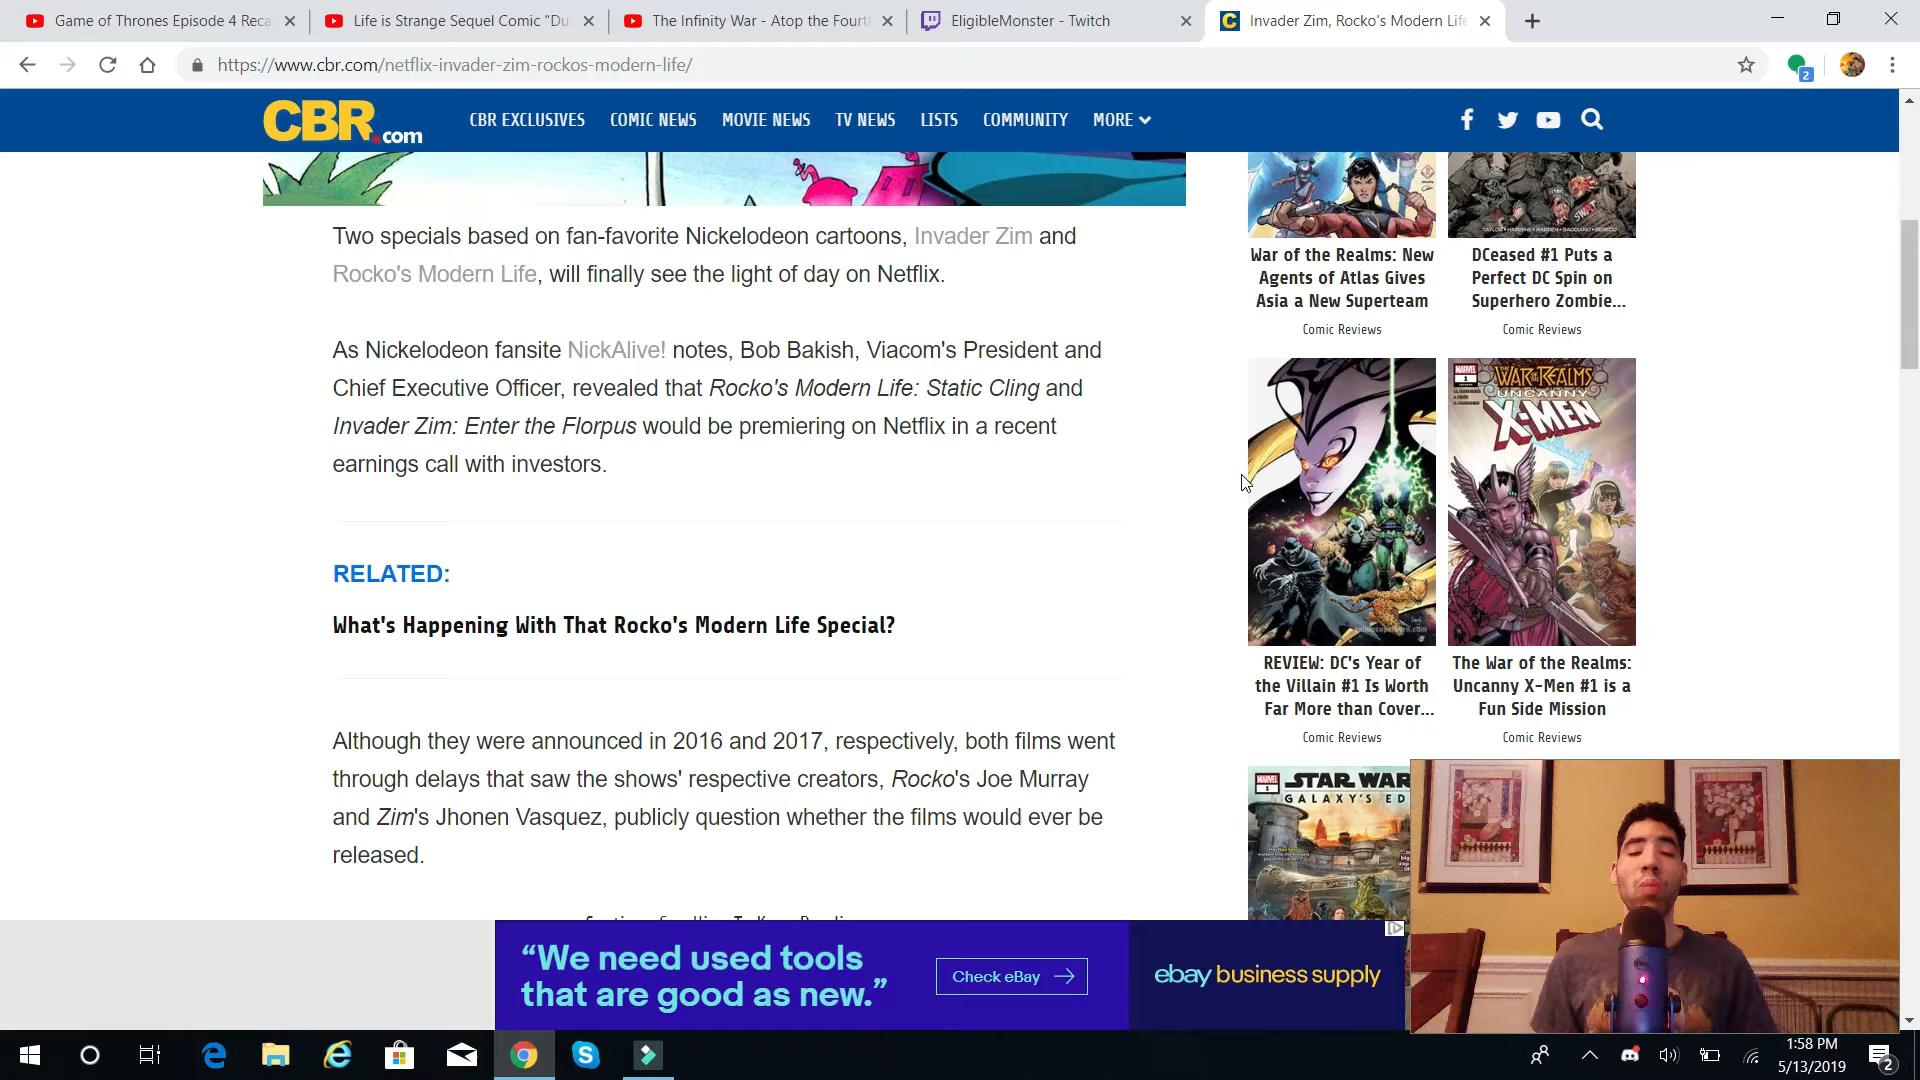 Game of Thrones Episode 4 Reca
Life is Strange Sequel Comic "Du
The Infinity War - Atop the Fourt
EligibleMonster - Twitch
Invader Zim, Rocko's Modern Life
https://www.cbr.com/netflix-invader-zim-rockos-modern-life/
2
CBR.com
CBR EXCLUSIVES
COMIC NEWS
MOVIE NEWS
TV NEWS
LISTS
COMMUNITY
MORE
Two specials based on fan-favorite Nickelodeon cartoons, Invader Zim and
Rocko's Modern Life, will finally see the light of day on Netflix.
As Nickelodeon fansite NickAlive! notes, Bob Bakish, Viacom's President and
Chief Executive Officer, revealed that Rocko's Modern Life: Static Cling and
Invader Zim: Enter the Florpus would be premiering on Netflix in a recent
earnings call with investors.
RELATED:
What's Happening With That Rocko's Modern Life Special?
Although they were announced in 2016 and 2017, respectively, both films went
through delays that saw the shows' respective creators, Rocko's Joe Murray
and Zim's Jhonen Vasquez, publicly question whether the films would ever be
released.
War of the Realms: New
Agents of Atlas Gives
Asia a New Superteam
Comic Reviews
DCeased #1 Puts a
Perfect DC Spin on
Superhero Zombie...
Comic Reviews
MARVEL
1
THE WAR OF THE REALMS
UNCANNY
X-MEN
REVIEW: DC's Year of
the Villain #1 Is Worth
Far More than Cover...
Comic Reviews
The War of the Realms:
Uncanny X-Men #1 is a
Fun Side Mission
Comic Reviews
MARVEL
1
STAR WAR
GALAXY'S ED
“We need used tools
that are good as new.”
Check eBay
ebay business supply
1:58 PM
5/13/2019
2